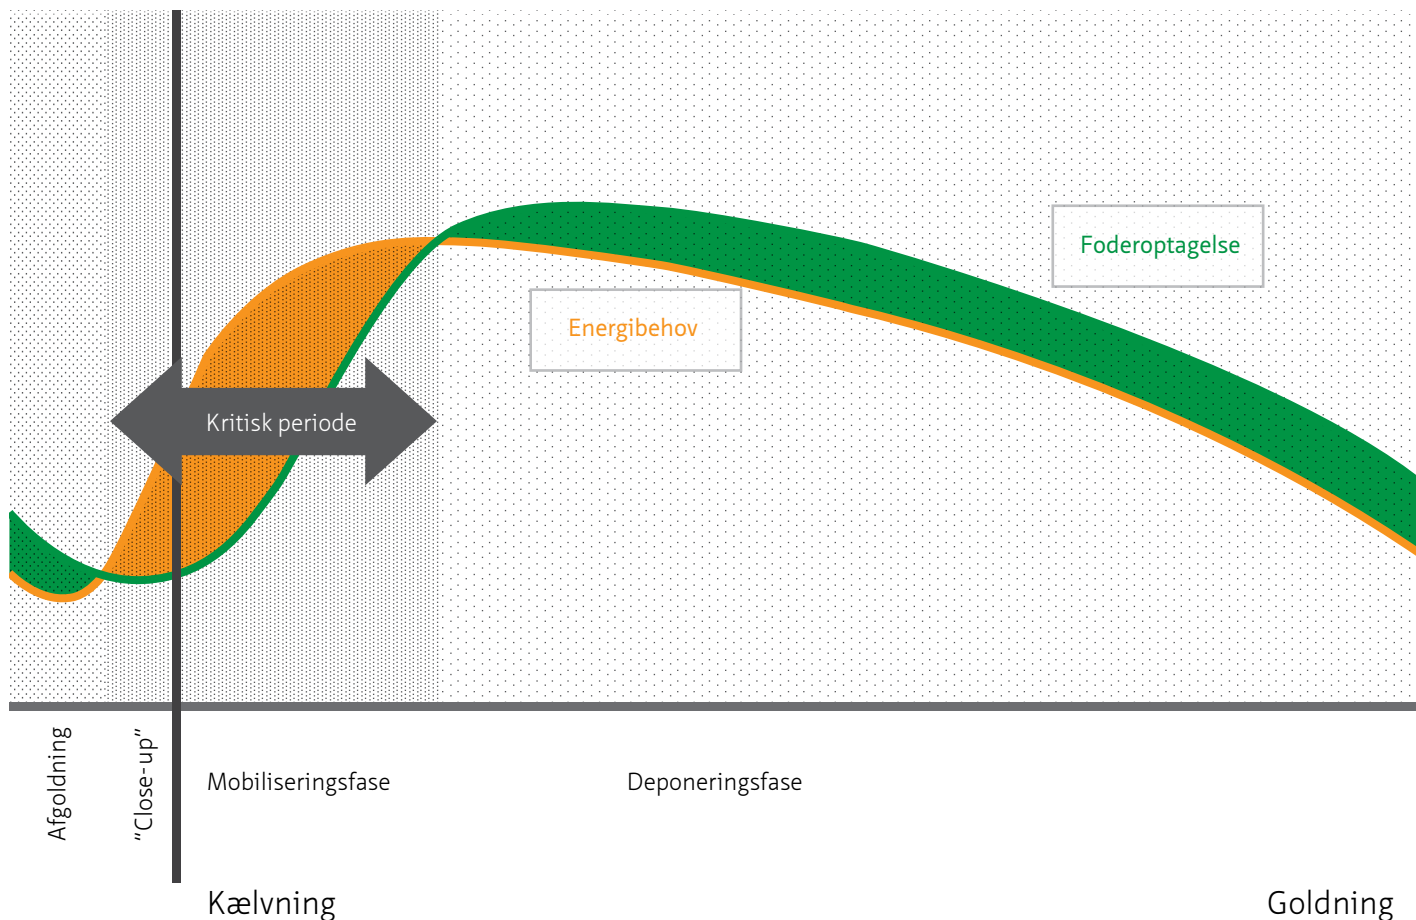 Foderoptagelse
Energibehov
Kritisk periode
Afgoldning
"Close-up"
Mobiliseringsfase
Deponeringsfase
Kælvning
Goldning